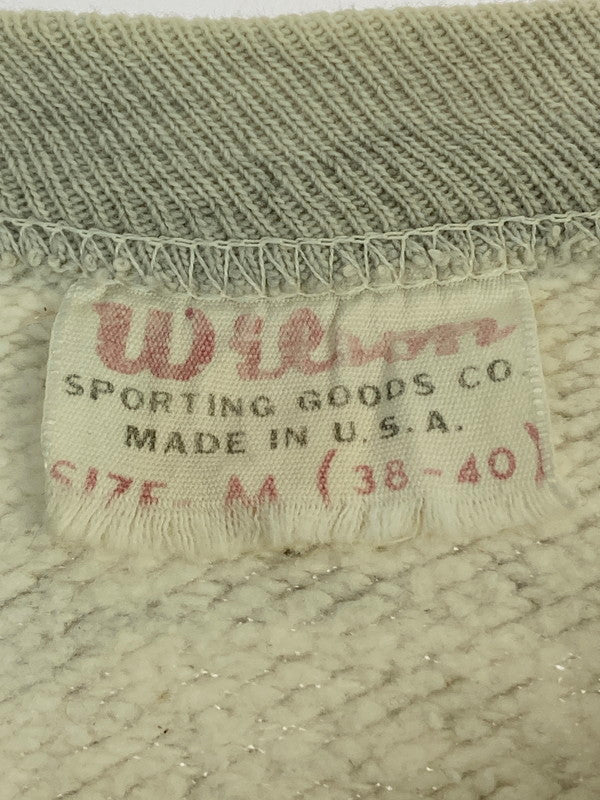 Wilson
SPORTING GOODS CO
MADE IN U.S.A.
SIZE M (38-40)